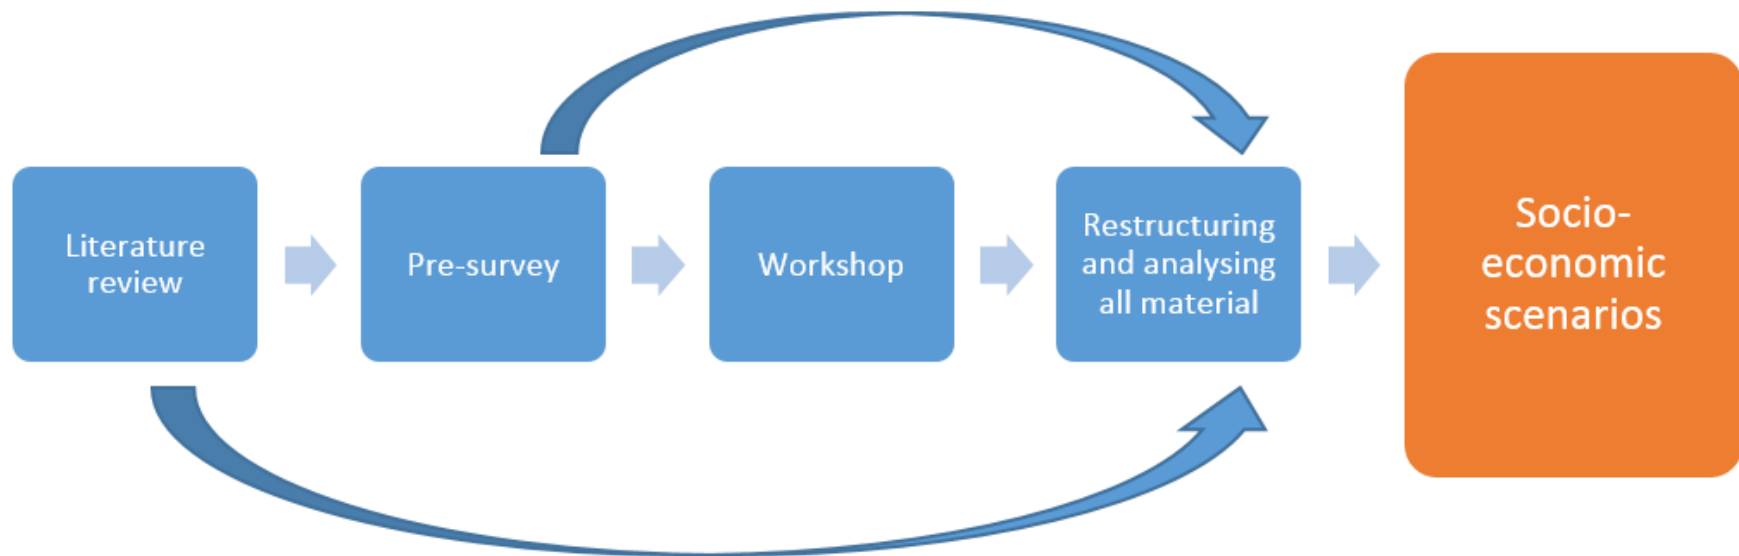 Literature
review
Pre-survey
Workshop
Restructuring
and analysing
all material
Socio-
economic
scenarios